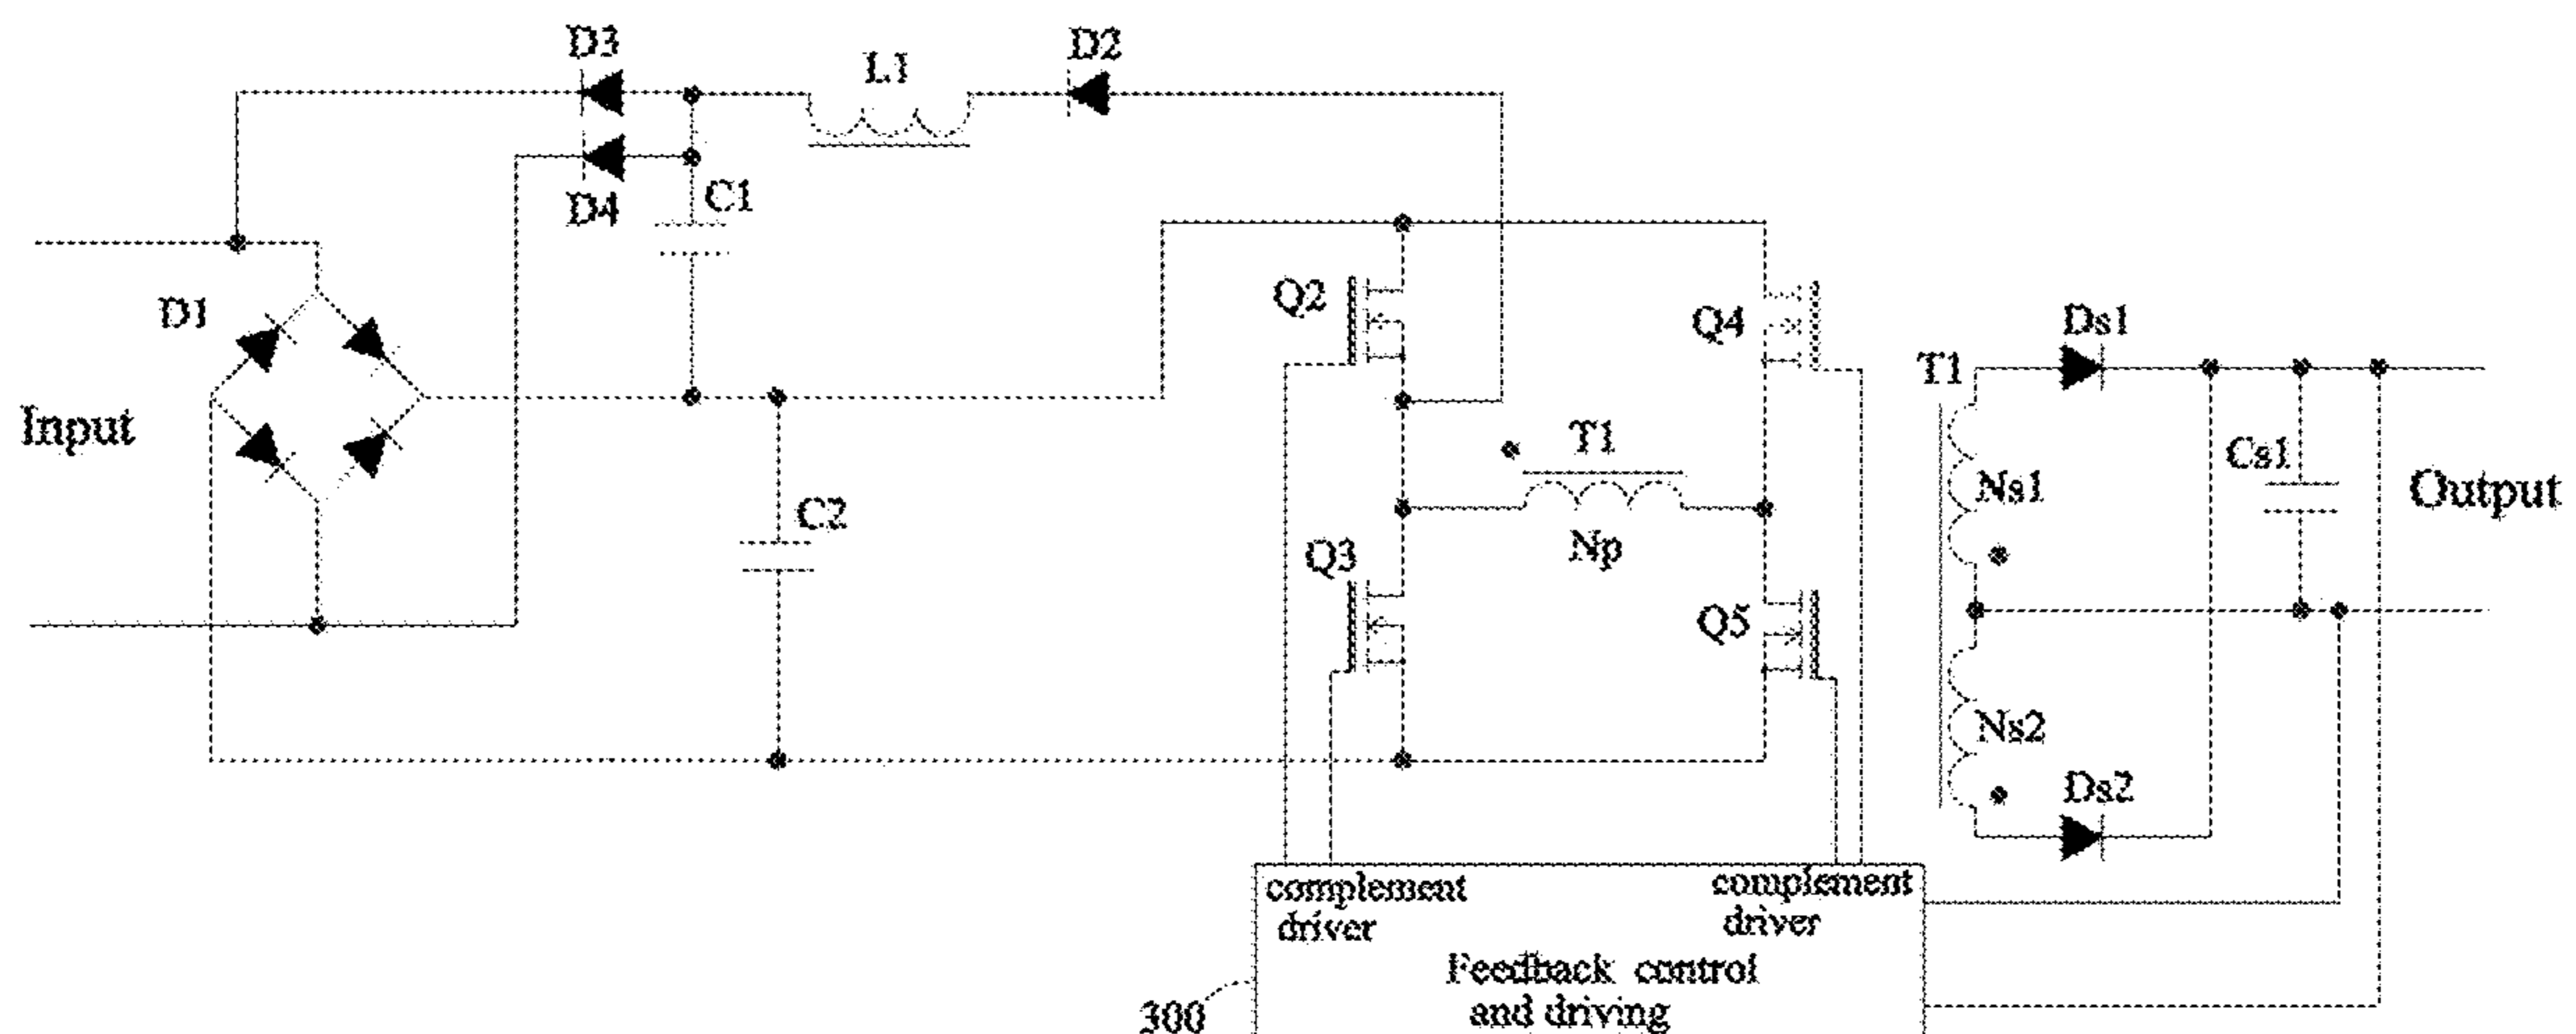 D3
L1
D2
D4
C1
Q2
D1
Q4
Ds1
T1
Input
T1
Cs1
Ns1
Output
C2
Q3
Np
Q5
Ns2
Ds2
complement
driver
complement
driver
Feedback control
and driving
300